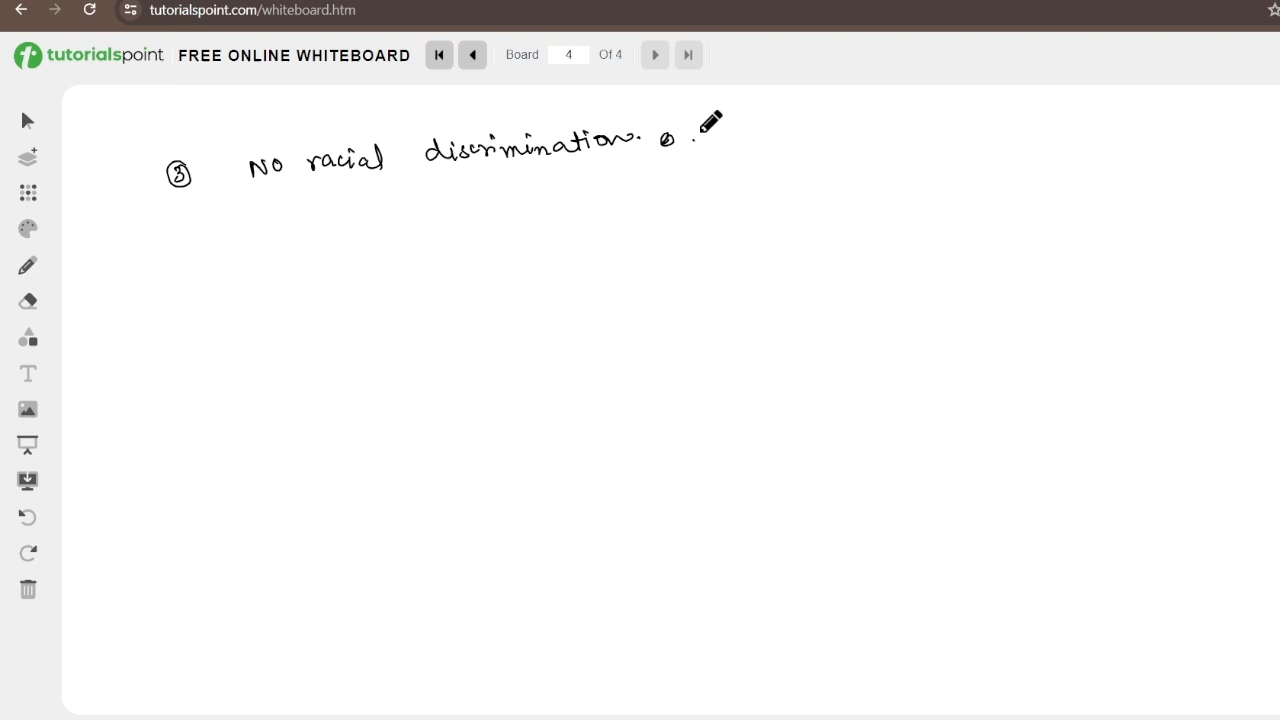 tutorialspoint.com/whiteboard.htm
tutorialspoint FREE ONLINE WHITEBOARD Board 4 Of 4
③ No racial discrimination.